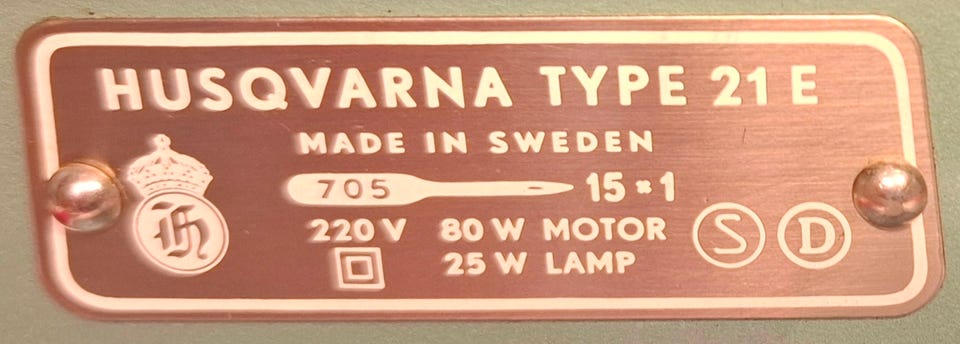 HUSQVARNA TYPE 21 E
MADE IN SWEDEN
705 15×1
220 V 80 W MOTOR
25 W LAMP
H
S D